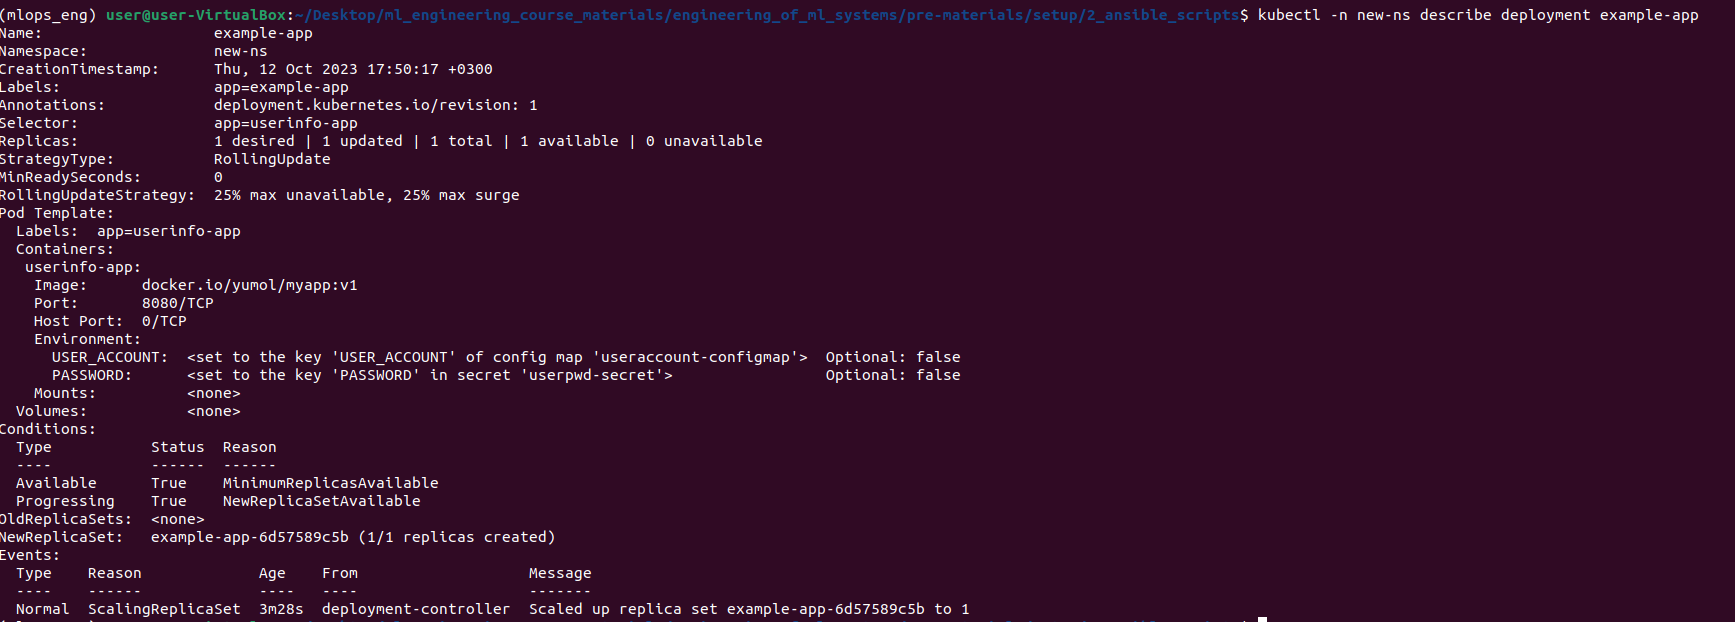 (mlops_eng) user@user-VirtualBox:~/Desktop/ml_engineering_course_materials/engineering_of_ml_systems/pre-materials/setup/2_ansible_scripts$ kubectl -n new-ns describe deployment example-app
Name:                   example-app
Namespace:              new-ns
CreationTimestamp:      Thu, 12 Oct 2023 17:50:17 +0300
Labels:                 app=example-app
Annotations:            deployment.kubernetes.io/revision: 1
Selector:               app=userinfo-app
Replicas:               1 desired | 1 updated | 1 total | 1 available | 0 unavailable
StrategyType:           RollingUpdate
MinReadySeconds:        0
RollingUpdateStrategy:  25% max unavailable, 25% max surge
Pod Template:
  Labels:  app=userinfo-app
  Containers:
   userinfo-app:
    Image:      docker.io/yumol/myapp:v1
    Port:       8080/TCP
    Host Port:  0/TCP
    Environment:
      USER_ACCOUNT:  <set to the key 'USER_ACCOUNT' of config map 'useraccount-configmap'>  Optional: false
      PASSWORD:      <set to the key 'PASSWORD' in secret 'userpwd-secret'>                 Optional: false
    Mounts:          <none>
  Volumes:           <none>
Conditions:
  Type           Status  Reason
  ----           ------  ------
  Available      True    MinimumReplicasAvailable
  Progressing    True    NewReplicaSetAvailable
OldReplicaSets:  <none>
NewReplicaSet:   example-app-6d57589c5b (1/1 replicas created)
Events:
  Type    Reason             Age    From                   Message
  ----    ------             ----   ----                   -------
  Normal  ScalingReplicaSet  3m28s  deployment-controller  Scaled up replica set example-app-6d57589c5b to 1